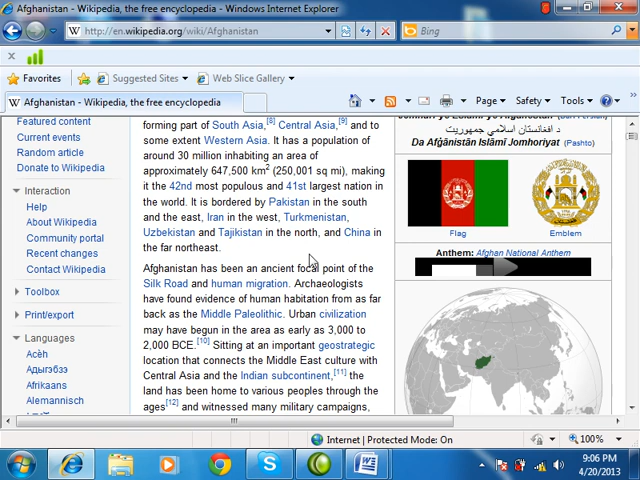 Afghanistan - Wikipedia, the free encyclopedia - Windows Internet Explorer
http://en.wikipedia.org/wiki/Afghanistan
Bing
x
Favorites
Suggested Sites
Web Slice Gallery
Afghanistan - Wikipedia, the free encyclopedia
Page
Safety
Tools
Featured content
Current events
Random article
Donate to Wikipedia
Interaction
Help
About Wikipedia
Community portal
Recent changes
Contact Wikipedia
Toolbox
Print/export
Languages
Acèh
Адыгэбзэ
Afrikaans
Alemannisch
forming part of South Asia,[8] Central Asia,[9] and to
some extent Western Asia. It has a population of
around 30 million inhabiting an area of
approximately 647,500 km2 (250,001 sq mi), making
it the 42nd most populous and 41st largest nation in
the world. It is bordered by Pakistan in the south
and the east, Iran in the west, Turkmenistan,
Uzbekistan and Tajikistan in the north, and China in
the far northeast.
Afghanistan has been an ancient focal point of the
Silk Road and human migration. Archaeologists
have found evidence of human habitation from as far
back as the Middle Paleolithic. Urban civilization
may have begun in the area as early as 3,000 to
2,000 BCE.[10] Sitting at an important geostrategic
location that connects the Middle East culture with
Central Asia and the Indian subcontinent,[11] the
land has been home to various peoples through the
ages[12] and witnessed many military campaigns,
د افغانستان اسلامي جمهوریت
Da Afġānistān Islāmī Jomhoriyat (Pashto)
Flag
Emblem
Anthem: Afghan National Anthem
Internet | Protected Mode: On
100%
9:06 PM
4/20/2013